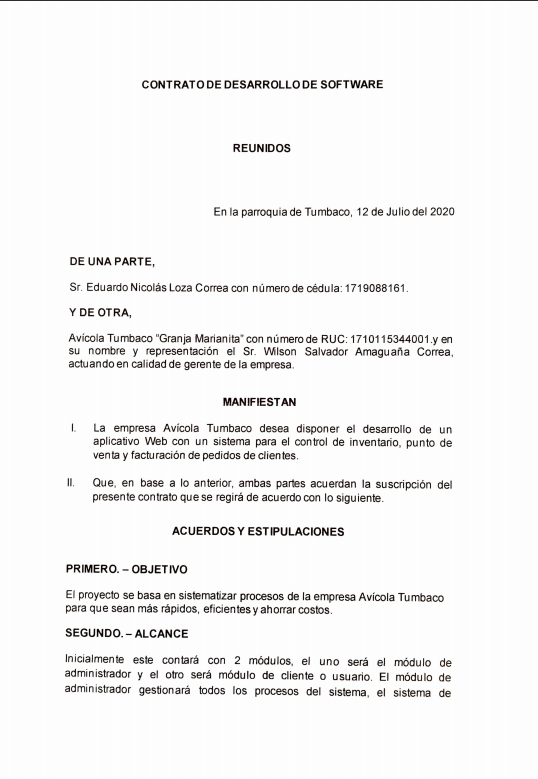 CONTRATO DE DESARROLLO DE SOFTWARE
REUNIDOS
En la parroquia de Tumbaco, 12 de Julio del 2020
DE UNA PARTE,
Sr. Eduardo Nicolás Loza Correa con número de cédula: 1719088161.
Y DE OTRA,
Avícola Tumbaco "Granja Marianita" con número de RUC: 1710115344001.y en
su nombre y representación el Sr. Wilson Salvador Amaguaña Correa,
actuando en calidad de gerente de la empresa.
MANIFIESTAN
I. La empresa Avícola Tumbaco desea disponer el desarrollo de un
aplicativo Web con un sistema para el control de inventario, punto de
venta y facturación de pedidos de clientes.
II. Que, en base a lo anterior, ambas partes acuerdan la suscripción del
presente contrato que se regirá de acuerdo con lo siguiente.
ACUERDOS Y ESTIPULACIONES
PRIMERO. – OBJETIVO
El proyecto se basa en sistematizar procesos de la empresa Avícola Tumbaco
para que sean más rápidos, eficientes y ahorrar costos.
SEGUNDO. – ALCANCE
Inicialmente este contará con 2 módulos, el uno será el módulo de
administrador y el otro será módulo de cliente o usuario. El módulo de
administrador gestionará todos los procesos del sistema, el sistema de